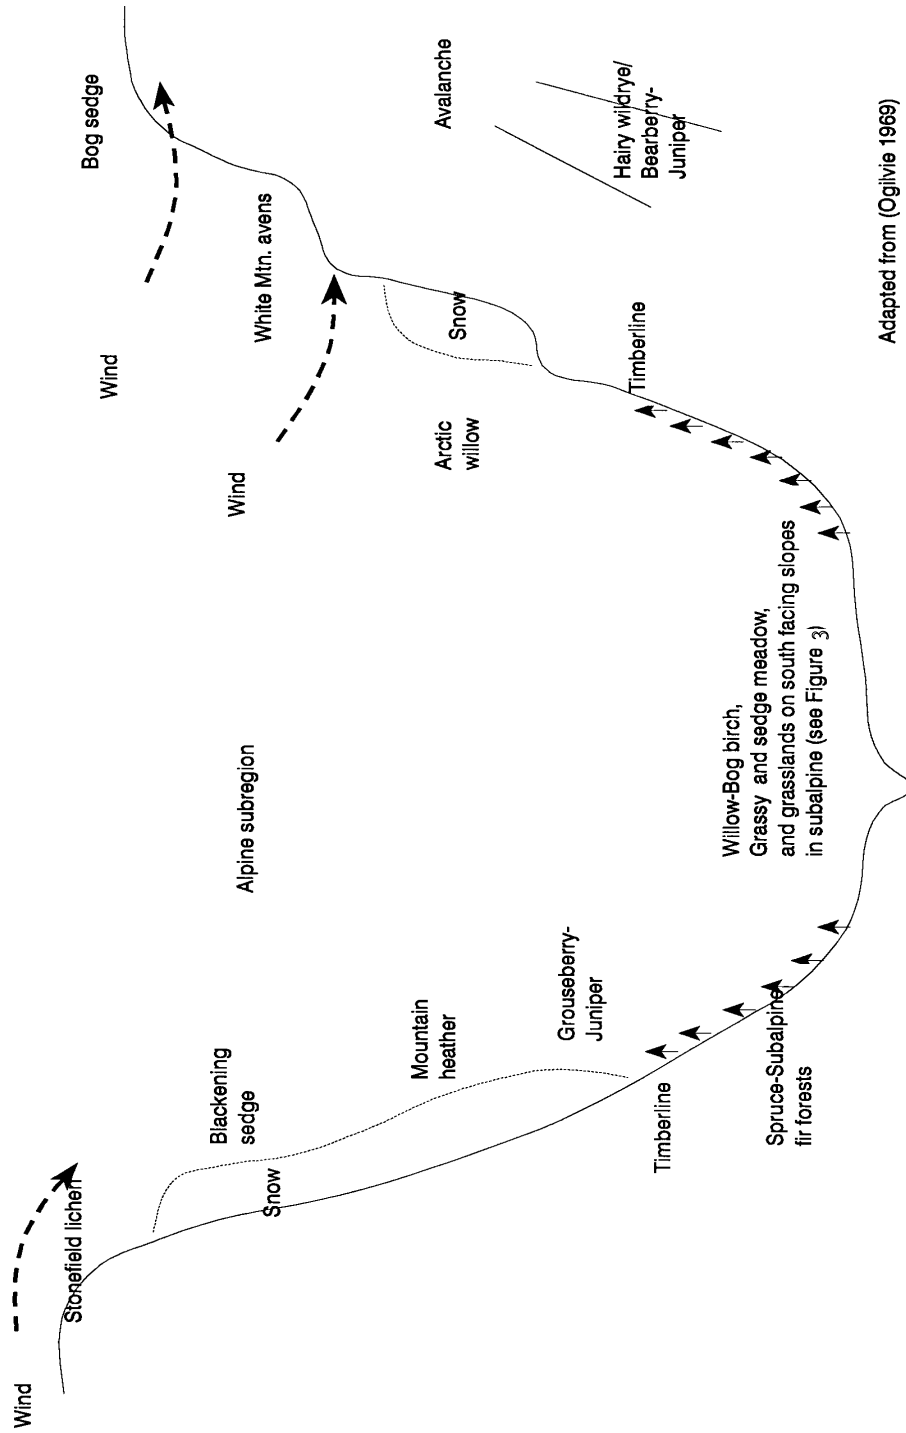 Wind
Stonefield lichen
Blackening
sedge
Snow
Mountain
heather
Grouseberry-
Juniper
Timberline
Spruce-Subalpine
fir forests
Alpine subregion
Willow-Bog birch,
Grassy and sedge meadow,
and grasslands on south facing slopes
in subalpine (see Figure 3)
Wind
Wind
Arctic
willow
Bog sedge
White Mtn. avens
Snow
Timberline
Avalanche
Hairy wildrye/
Bearberry-
Juniper
Adapted from (Ogilvie 1969)